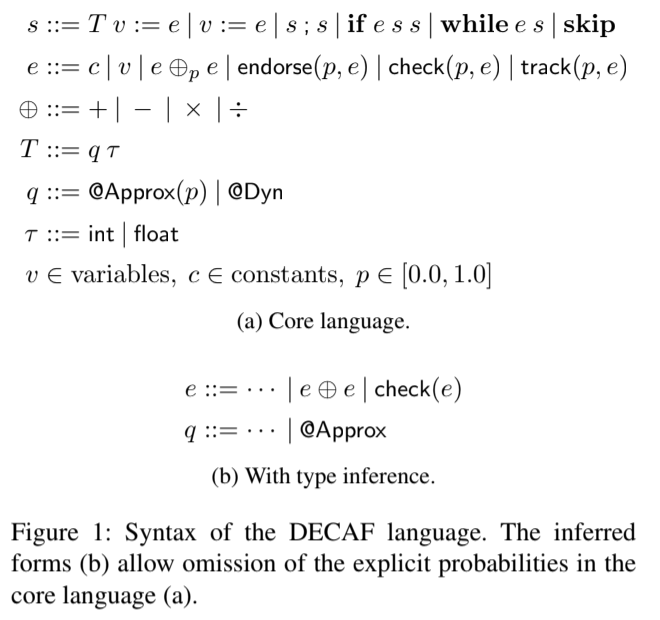 s ::= T v := e | v := e | s ; s | if e s s | while e s | skip
e ::= c | v | e ⊕ₚ e | endorse(p, e) | check(p, e) | track(p, e)
⊕ ::= + | − | × | ÷
T ::= q τ
q ::= @Approx(p) | @Dyn
τ ::= int | float
v ∈ variables, c ∈ constants, p ∈ [0.0, 1.0]
(a) Core language.
e ::= ··· | e ⊕ e | check(e)
q ::= ··· | @Approx
(b) With type inference.
Figure 1: Syntax of the DECAF language. The inferred
forms (b) allow omission of the explicit probabilities in the
core language (a).